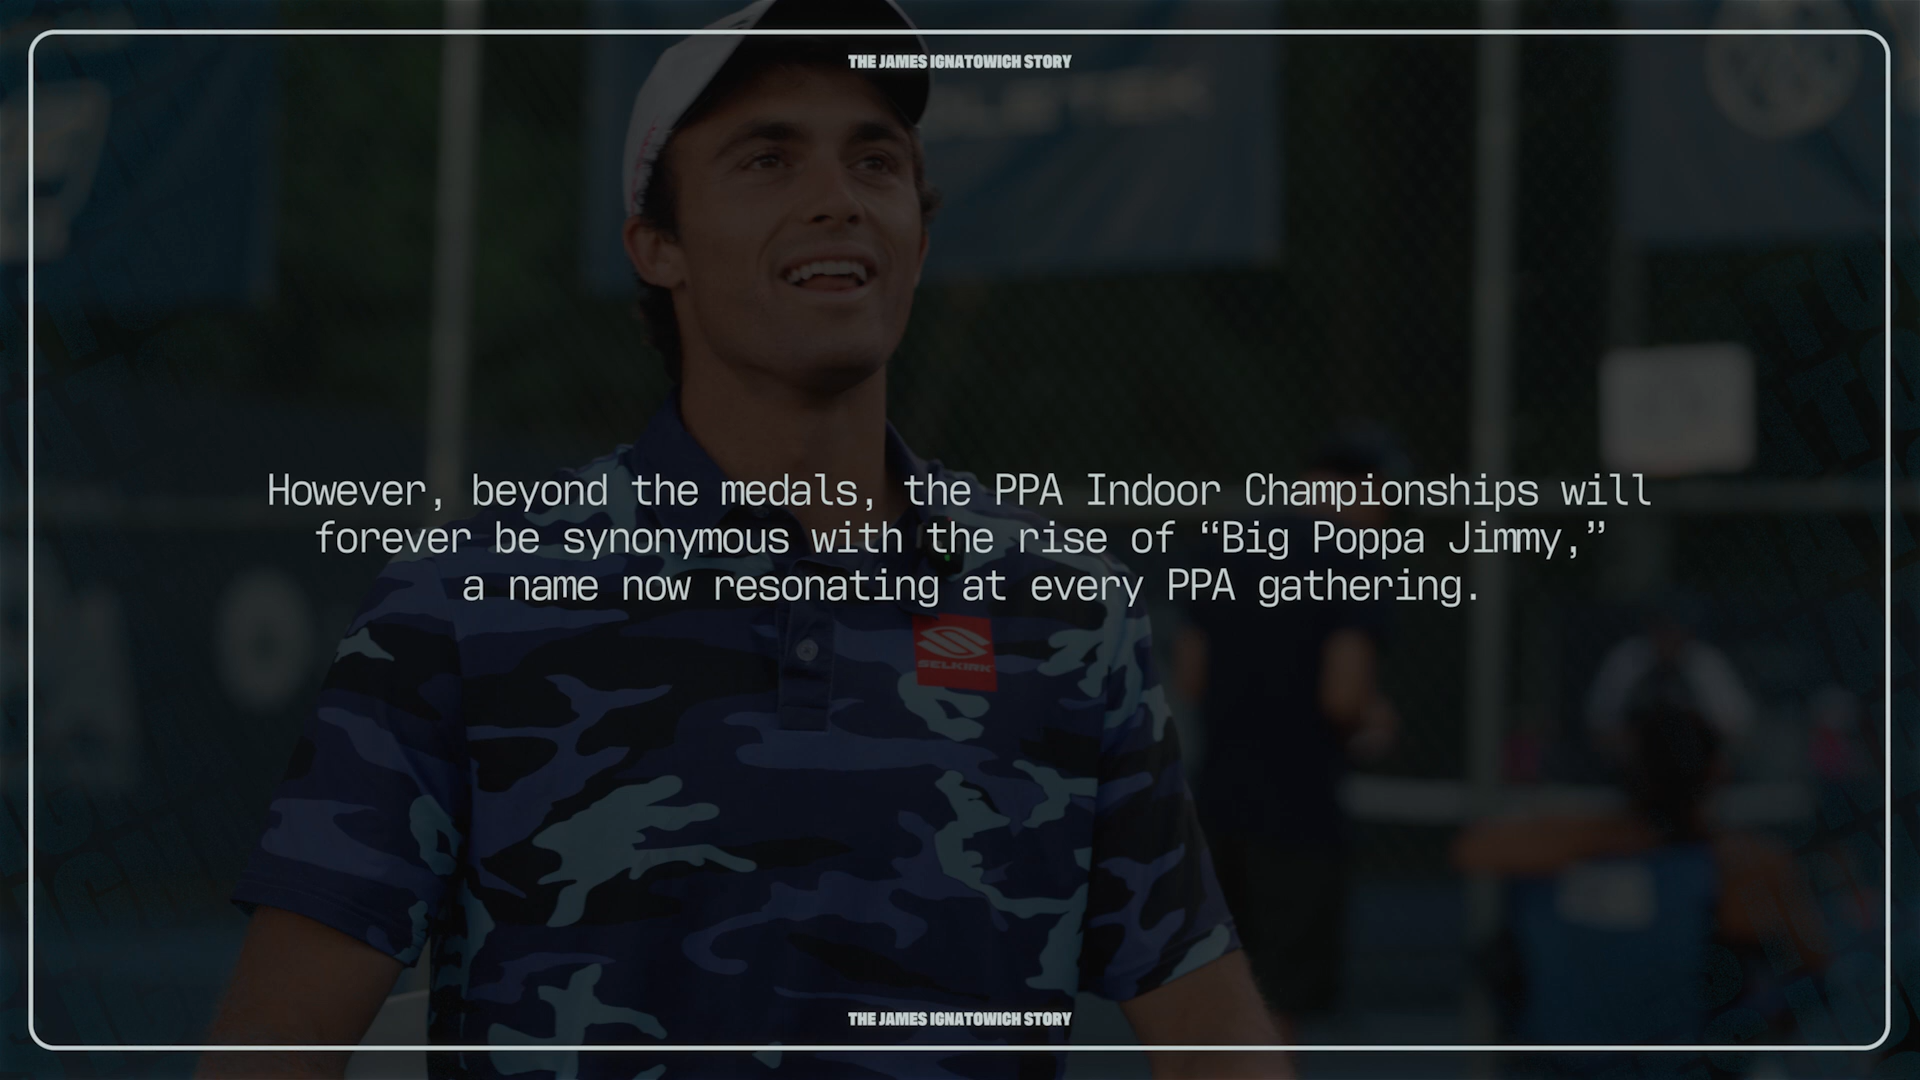 THE JAMES IGNATOWICH STORY
However, beyond the medals, the PPA Indoor Championships will
forever be synonymous with the rise of “Big Poppa Jimmy,”
a name now resonating at every PPA gathering.
SELKIRK
THE JAMES IGNATOWICH STORY